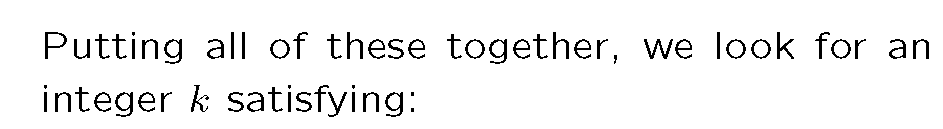 Putting all of these together, we look for an
integer k satisfying: